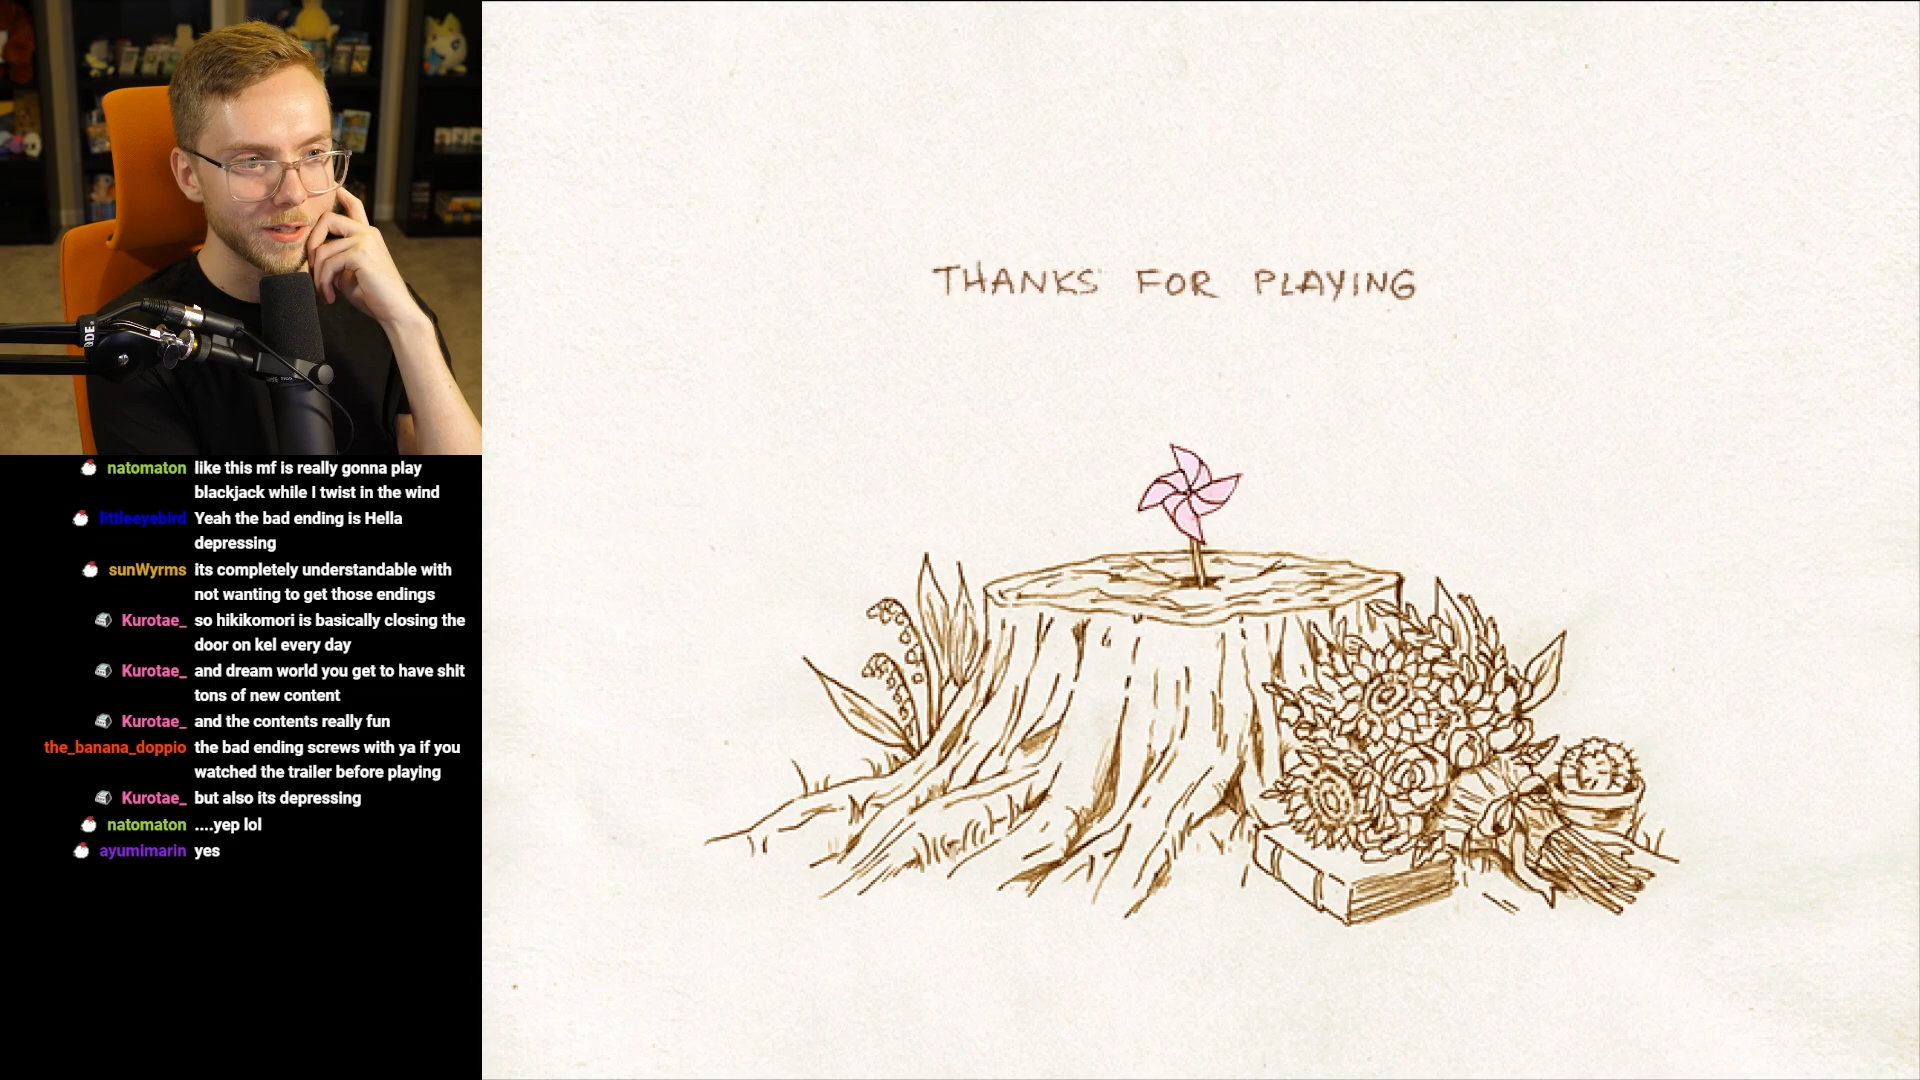 THANKS FOR PLAYING
natomaton like this mf is really gonna play
blackjack while I twist in the wind
littleeyebird Yeah the bad ending is Hella
depressing
sunWyrms its completely understandable with
not wanting to get those endings
Kurotae_ so hikikomori is basically closing the
door on kel every day
Kurotae_ and dream world you get to have shit
tons of new content
Kurotae_ and the contents really fun
the_banana_doppio the bad ending screws with ya if you
watched the trailer before playing
Kurotae_ but also its depressing
natomaton ....yep lol
ayumimarin yes